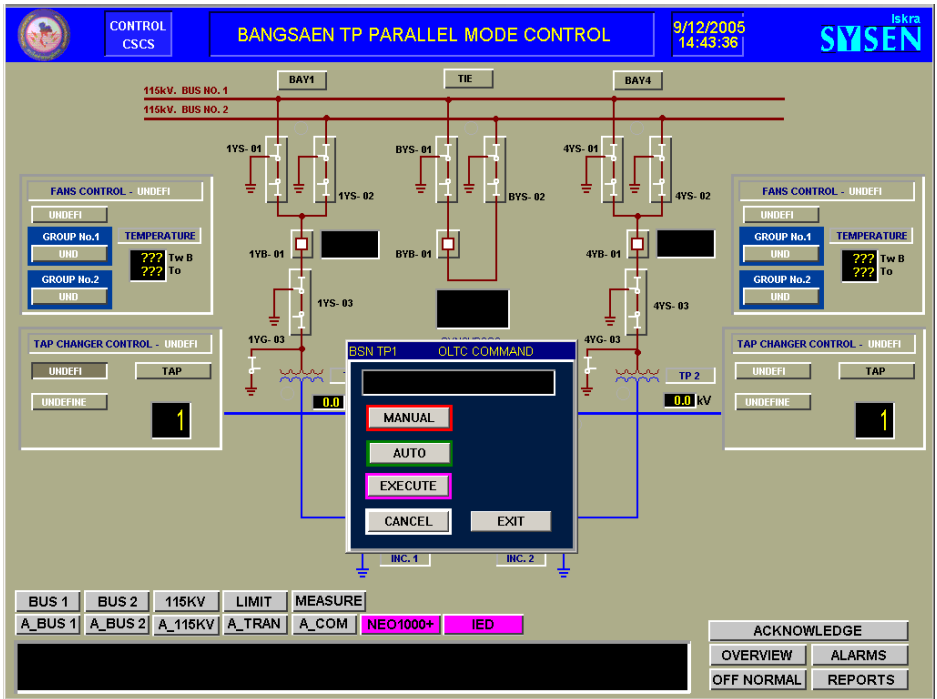 CONTROL
CSCS
BANGSAEN TP PARALLEL MODE CONTROL
9/12/2005
14:43:36
Iskra
SYSEN
BAY1
TIE
BAY4
115kV. BUS NO. 1
115kV. BUS NO. 2
1YS- 01
BYS- 01
4YS- 01
1YS- 02
BYS- 02
4YS- 02
FANS CONTROL - UNDEFI
UNDEFI
GROUP No.1
UND
TEMPERATURE
??? Tw B
??? To
GROUP No.2
UND
FANS CONTROL - UNDEFI
UNDEFI
GROUP No.1
UND
TEMPERATURE
??? Tw B
??? To
GROUP No.2
UND
1YB- 01
BYB- 01
4YB- 01
1YS- 03
4YS- 03
1YG- 03
4YG- 03
TAP CHANGER CONTROL - UNDEFI
UNDEFI
TAP
UNDEFINE
1
TAP CHANGER CONTROL - UNDEFI
UNDEFI
TAP
UNDEFINE
1
TP 2
0.0
0.0 kV
BSN TP1 OLTC COMMAND
MANUAL
AUTO
EXECUTE
CANCEL
EXIT
INC. 1
INC. 2
BUS 1
BUS 2
115KV
LIMIT
MEASURE
A_BUS 1
A_BUS 2
A_115KV
A_TRAN
A_COM
NEO1000+
IED
ACKNOWLEDGE
OVERVIEW
ALARMS
OFF NORMAL
REPORTS